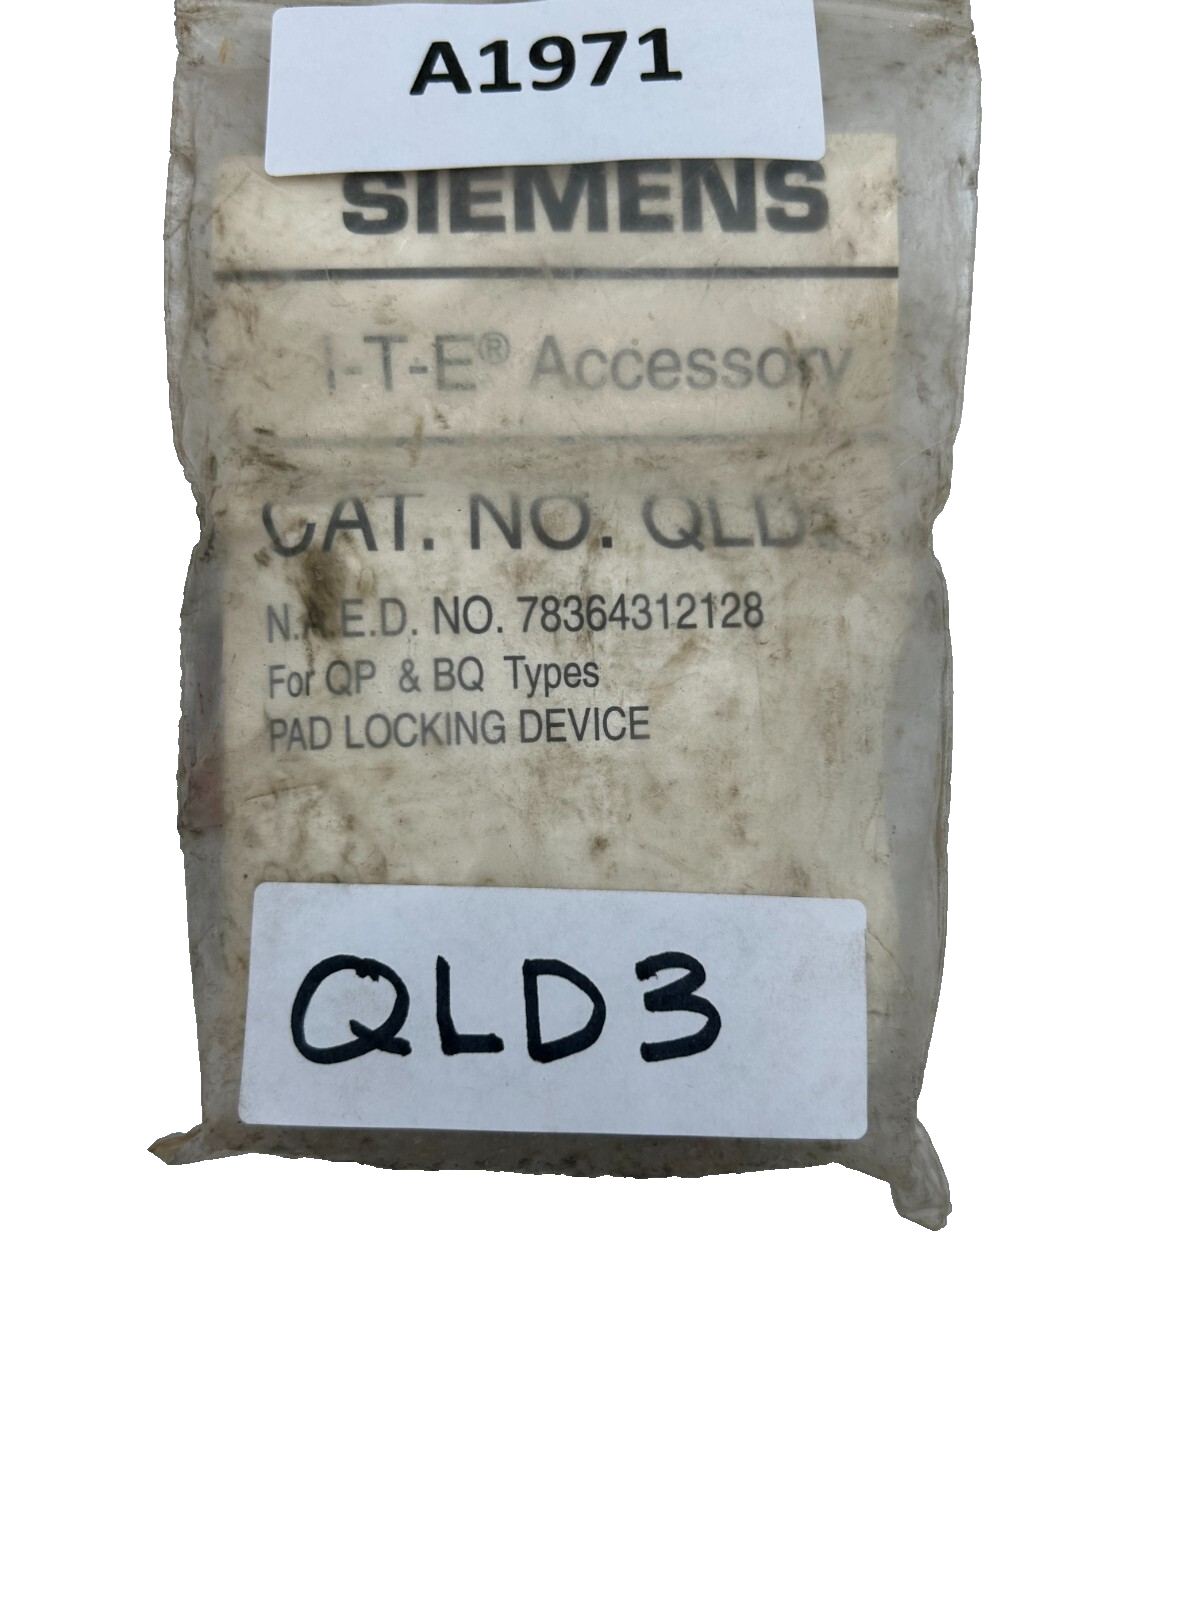 A1971
SIEMENS
I-T-E® Accessory
CAT. NO. QLD
N.A.E.D. NO. 78364312128
For QP & BQ Types
PAD LOCKING DEVICE
QLD3